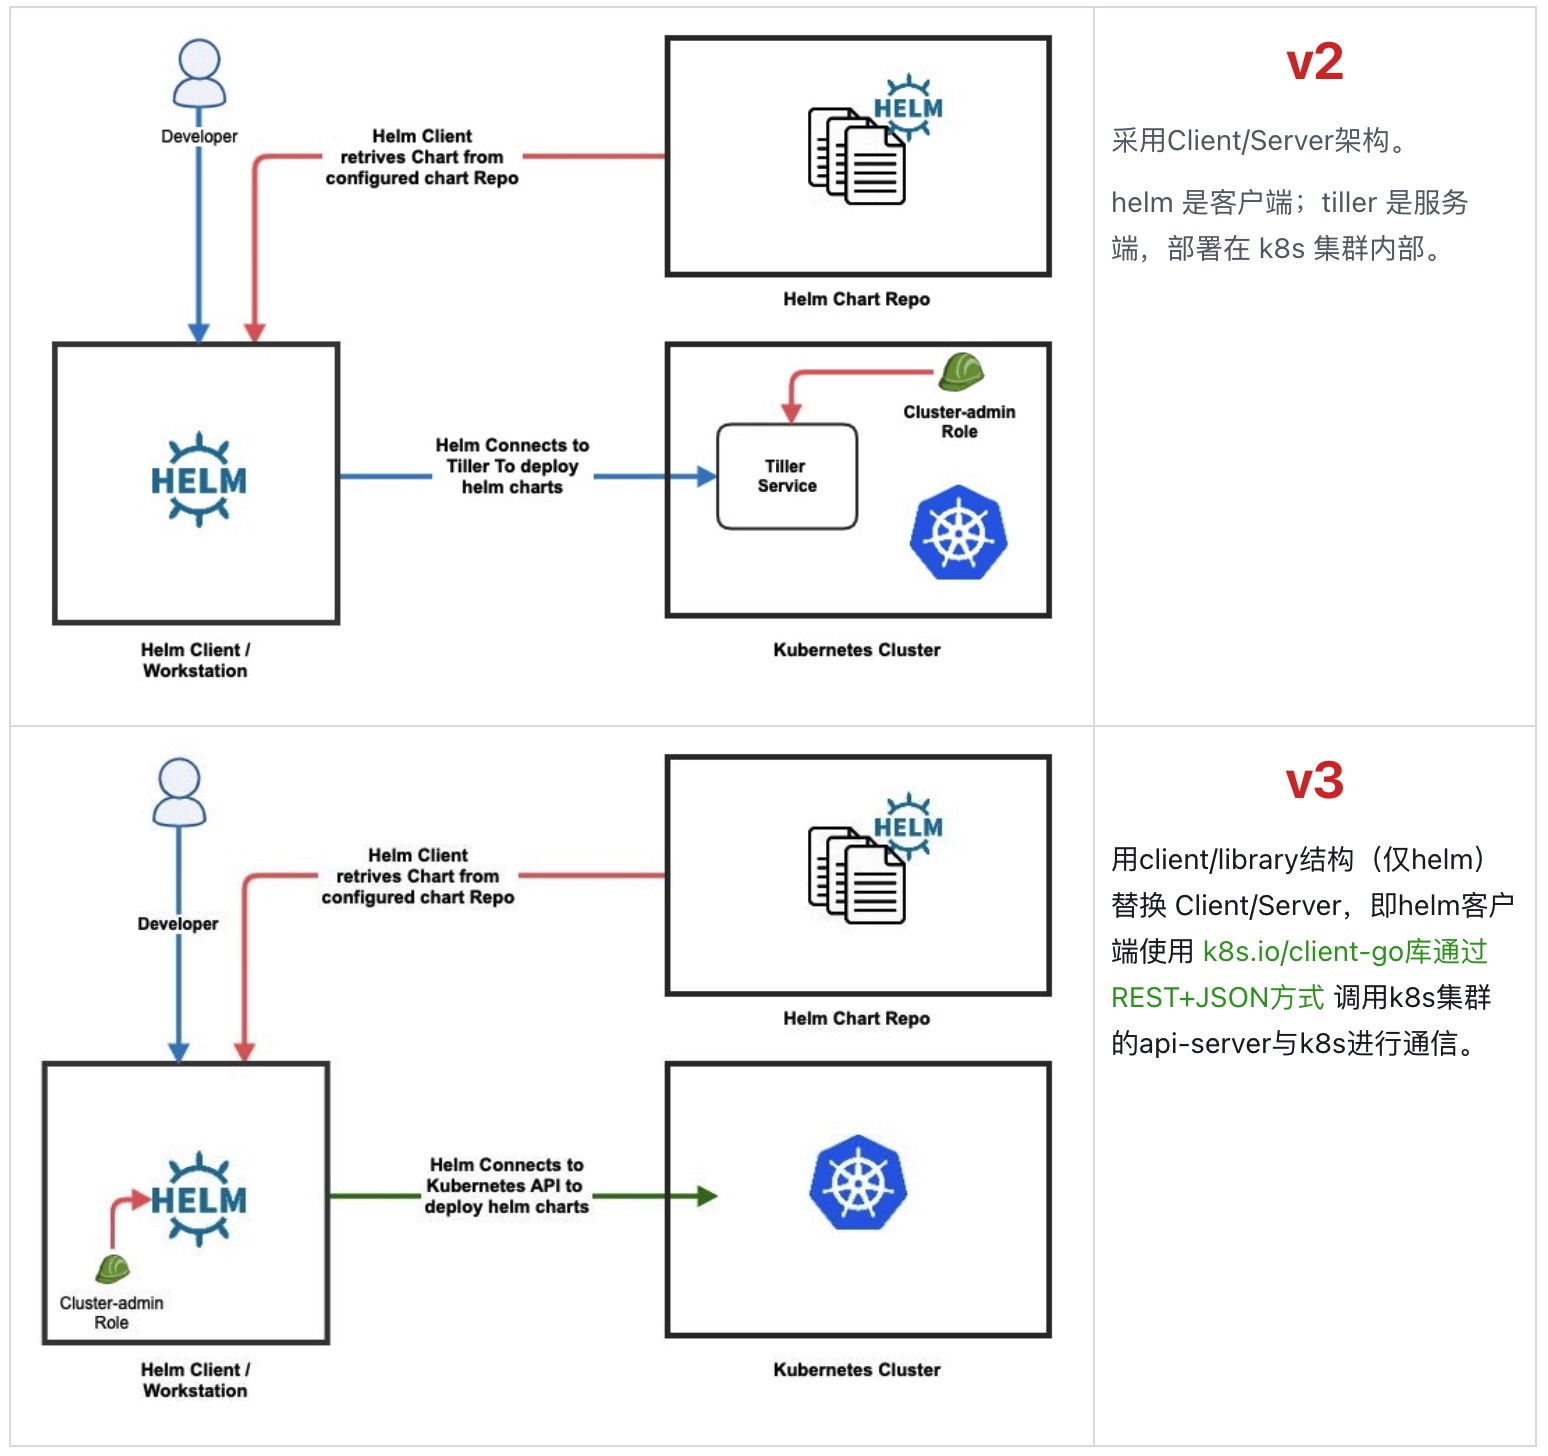 v2
采用Client/Server架构。
helm 是客户端；tiller 是服务
端，部署在 k8s 集群内部。
Developer
Helm Client
retrives Chart from
configured chart Repo
HELM
Helm Chart Repo
HELM
Helm Client /
Workstation
Helm Connects to
Tiller To deploy
helm charts
Cluster-admin
Role
Tiller
Service
Kubernetes Cluster
v3
用client/library结构（仅helm）
替换 Client/Server，即helm客户
端使用 k8s.io/client-go库通过
REST+JSON方式 调用k8s集群
的api-server与k8s进行通信。
Developer
Helm Client
retrives Chart from
configured chart Repo
HELM
Helm Chart Repo
HELM
Cluster-admin
Role
Helm Client /
Workstation
Helm Connects to
Kubernetes API to
deploy helm charts
Kubernetes Cluster